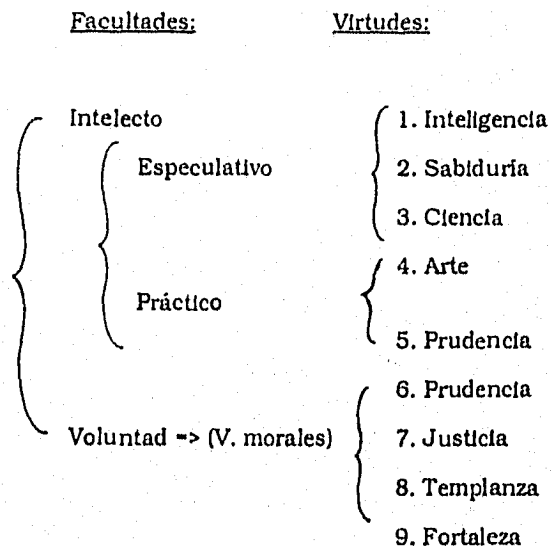 Facultades: Virtudes:
Intelecto 1. Inteligencia
Especulativo 2. Sabiduría
3. Ciencia
4. Arte
Práctico
5. Prudencia
6. Prudencia
Voluntad => (V. morales) 7. Justicia
8. Templanza
9. Fortaleza